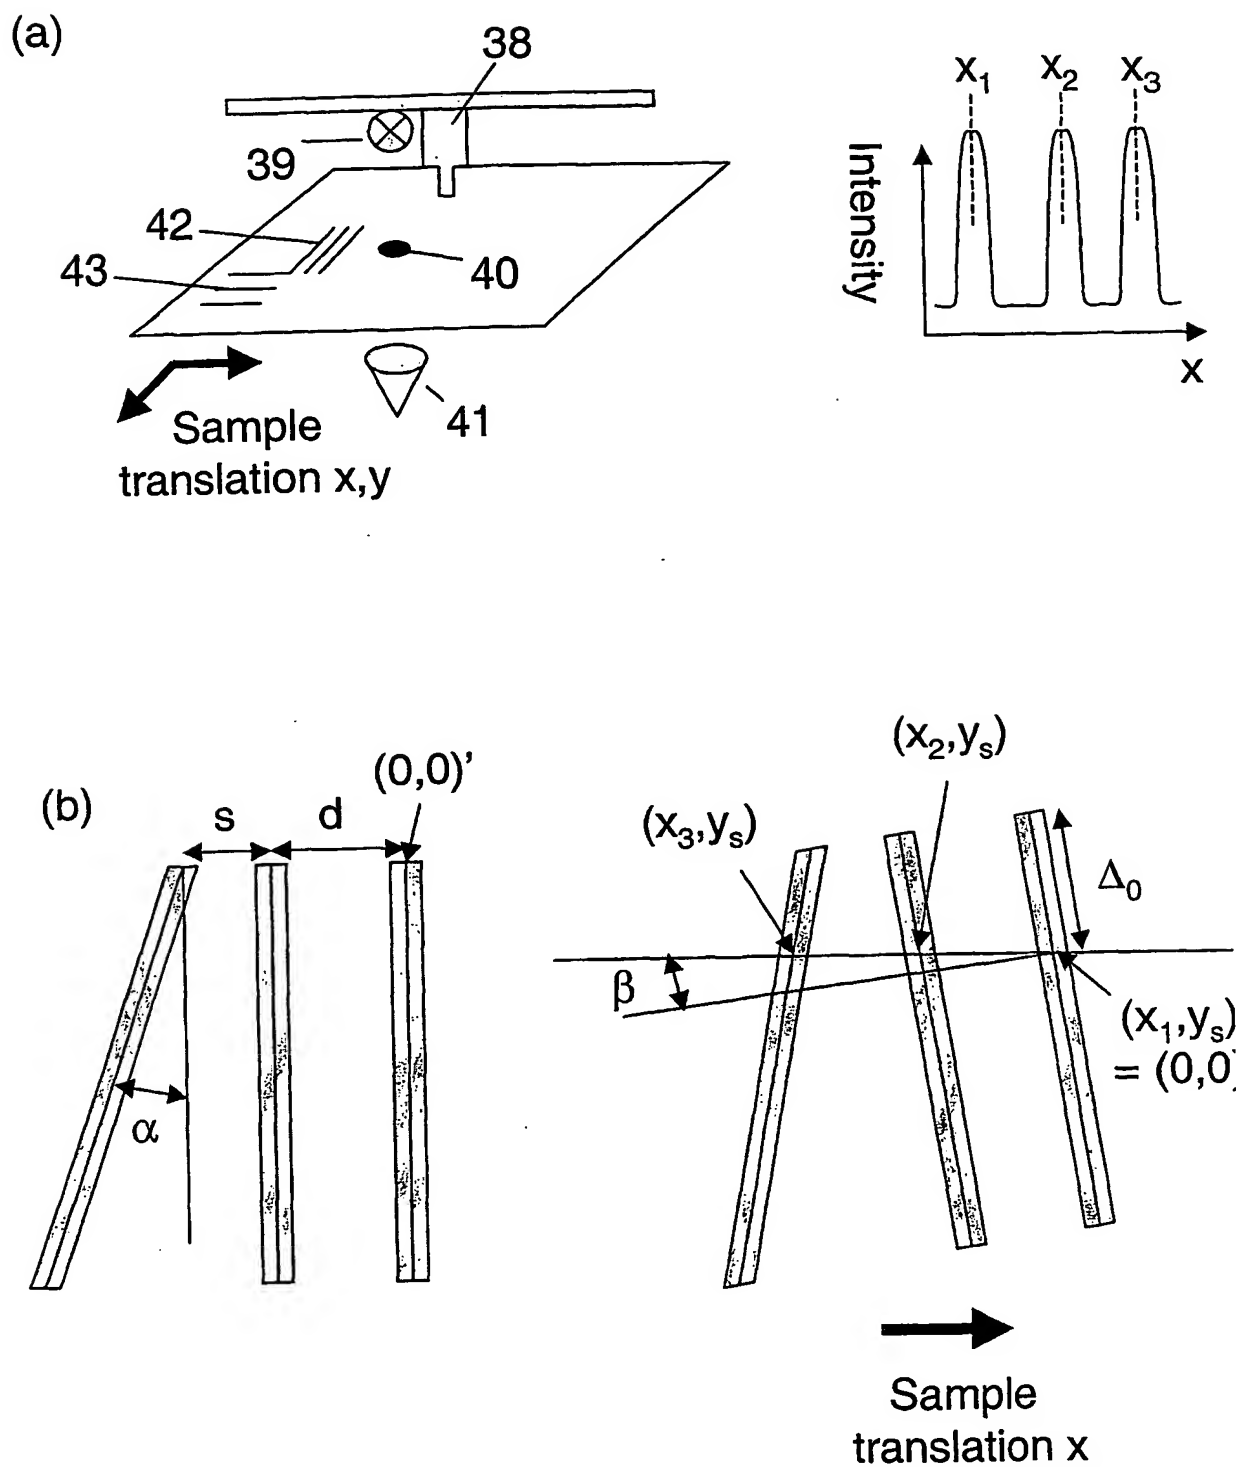 (a)
38
39
42
43
40
41
Sample
translation x,y
x₁ x₂ x₃
Intensity
x
(b)
s
d
(0,0)’
α
(x₃,yₛ)
(x₂,yₛ)
Δ₀
β
(x₁,yₛ)
= (0,0)
Sample
translation x